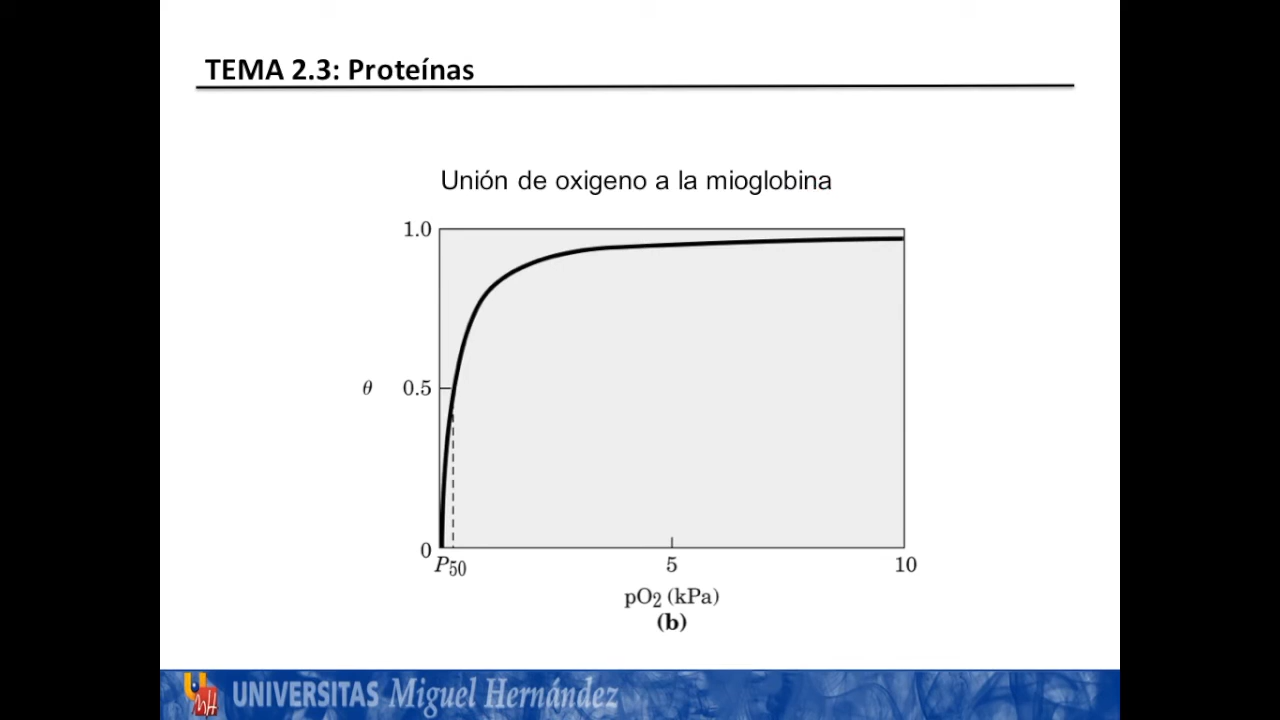 TEMA 2.3: Proteínas
Unión de oxigeno a la mioglobina
1.0
θ 0.5
0
P50 5 10
pO2 (kPa)
(b)
UNIVERSITAS Miguel Hernández